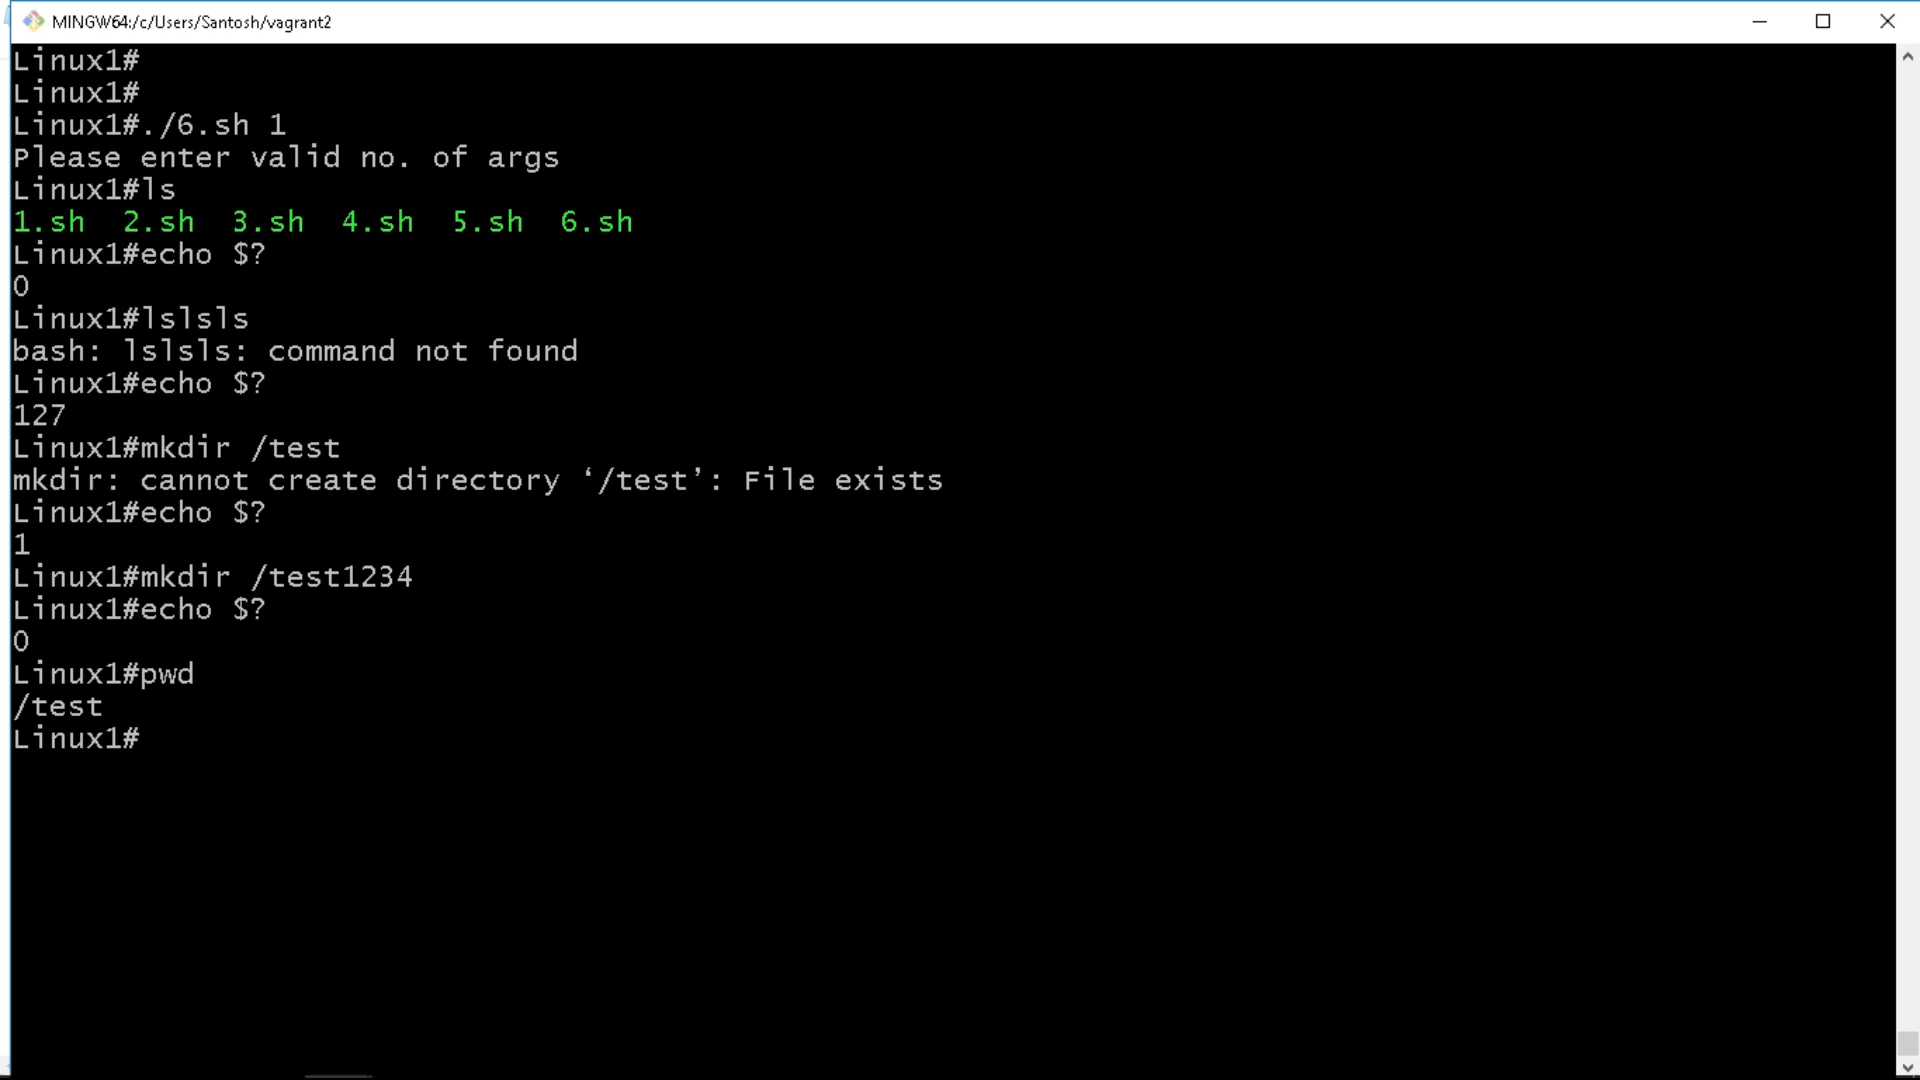 MINGW64:/c/Users/Santosh/vagrant2
Linux1#
Linux1#
Linux1#./6.sh 1
Please enter valid no. of args
Linux1#ls
1.sh  2.sh  3.sh  4.sh  5.sh  6.sh
Linux1#echo $?
0
Linux1#lslsls
bash: lslsls: command not found
Linux1#echo $?
127
Linux1#mkdir /test
mkdir: cannot create directory ‘/test’: File exists
Linux1#echo $?
1
Linux1#mkdir /test1234
Linux1#echo $?
0
Linux1#pwd
/test
Linux1#